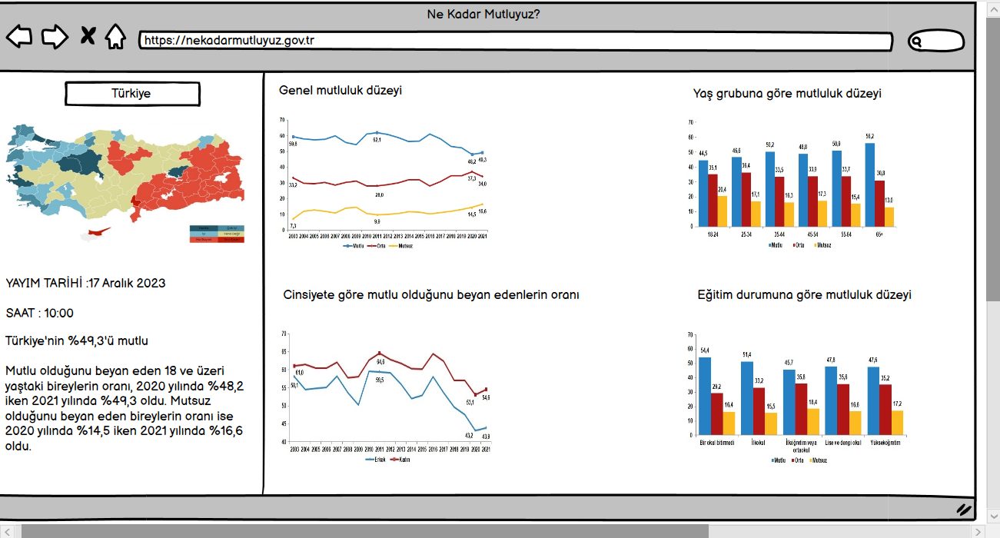 Ne Kadar Mutluyuz?
https://nekadarmutluyuz.gov.tr
Türkiye
YAYIM TARİHİ :17 Aralık 2023
SAAT : 10:00
Türkiye'nin %49,3'ü mutlu
Mutlu olduğunu beyan eden 18 ve üzeri
yaştaki bireylerin oranı, 2020 yılında %48,2
iken 2021 yılında %49,3 oldu. Mutsuz
olduğunu beyan eden bireylerin oranı ise
2020 yılında %14,5 iken 2021 yılında %16,6
oldu.
Genel mutluluk düzeyi
70
60
50
40
30
20
10
0
59,6
62,1
48,2
49,3
33,2
28,0
37,3
34,0
7,3
9,9
14,5
16,6
2003 2004 2005 2006 2007 2008 2009 2010 2011 2012 2013 2014 2015 2016 2017 2018 2019 2020 2021
Mutlu Orta Mutsuz
Yaş grubuna göre mutluluk düzeyi
70
60
50
40
30
20
10
0
44,5 35,1 20,4
46,6 36,4 17,1
50,2 33,5 16,3
48,8 33,9 17,3
50,9 33,7 15,4
56,2 30,8 13,0
18-24 25-34 35-44 45-54 55-64 65+
Mutlu Orta Mutsuz
Cinsiyete göre mutlu olduğunu beyan edenlerin oranı
70
65
60
55
50
45
40
61,0
58,1
64,6
59,5
53,1
54,6
43,2
43,9
2003 2004 2005 2006 2007 2008 2009 2010 2011 2012 2013 2014 2015 2016 2017 2018 2019 2020 2021
Erkek Kadın
Eğitim durumuna göre mutluluk düzeyi
70
60
50
40
30
20
10
0
54,4 29,2 16,4
51,4 33,2 15,5
45,7 35,8 18,4
47,8 35,6 16,6
47,6 35,2 17,2
Bir okul bitirmedi İlkokul İlköğretim veya Lise ve dengi okul Yükseköğretim
ortaokul
Mutlu Orta Mutsuz